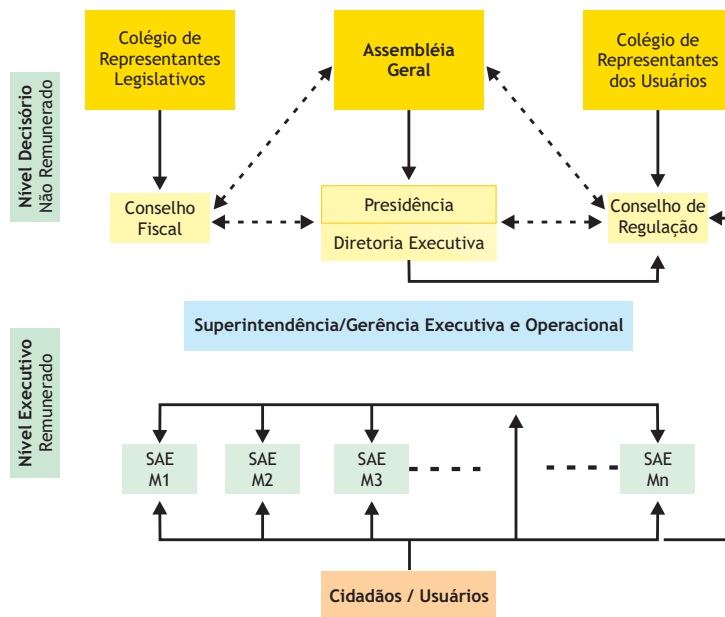 Colégio de
Representantes
Legislativos
Assembléia
Geral
Colégio de
Representantes
dos Usuários
Nível Decisório
Não Remunerado
Conselho
Fiscal
Presidência
Diretoria Executiva
Conselho de
Regulação
Superintendência/Gerência Executiva e Operacional
Nível Executivo
Remunerado
SAE
M1
SAE
M2
SAE
M3
SAE
Mn
Cidadãos / Usuários